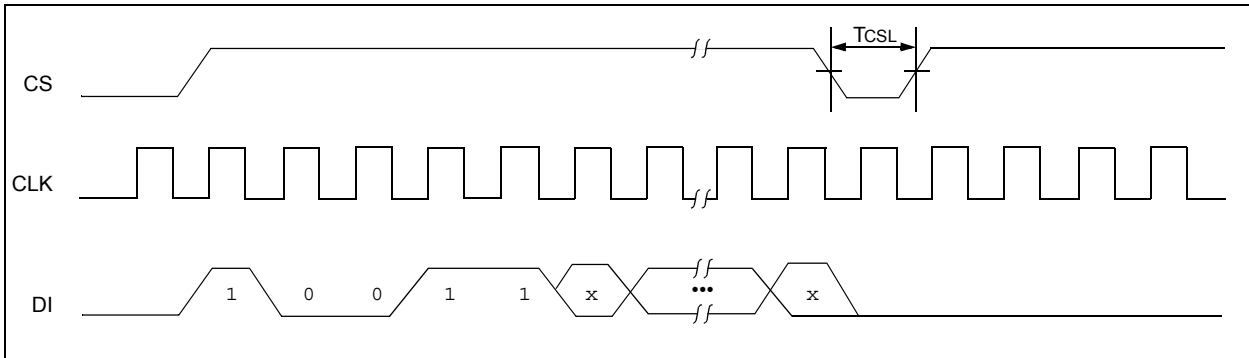 TCSL
CS
CLK
DI 1 0 0 1 1 x ••• x